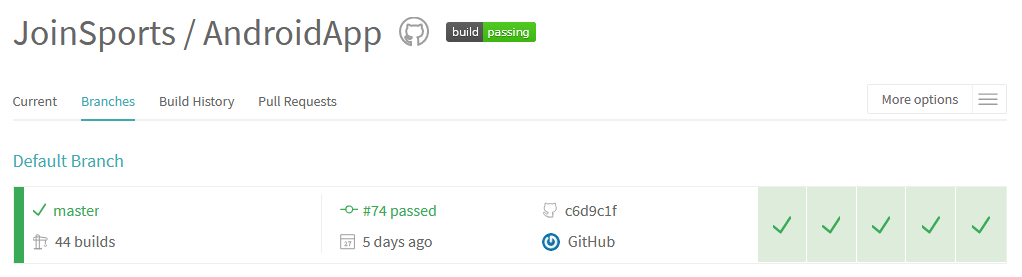 JoinSports / AndroidApp build passing
Current Branches Build History Pull Requests More options
Default Branch
master #74 passed c6d9c1f
44 builds 27 5 days ago GitHub